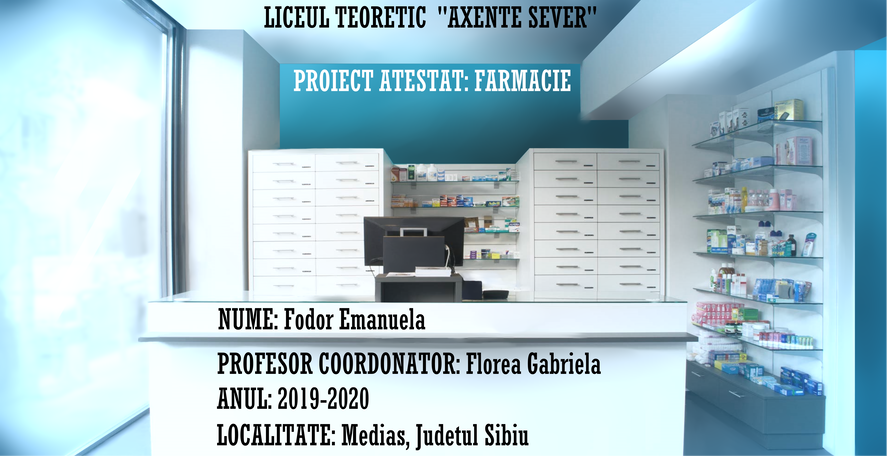 LICEUL TEORETIC "AXENTE SEVER"
PROIECT ATESTAT: FARMACIE
NUME: Fodor Emanuela
PROFESOR COORDONATOR: Florea Gabriela
ANUL: 2019-2020
LOCALITATE: Medias, Judetul Sibiu